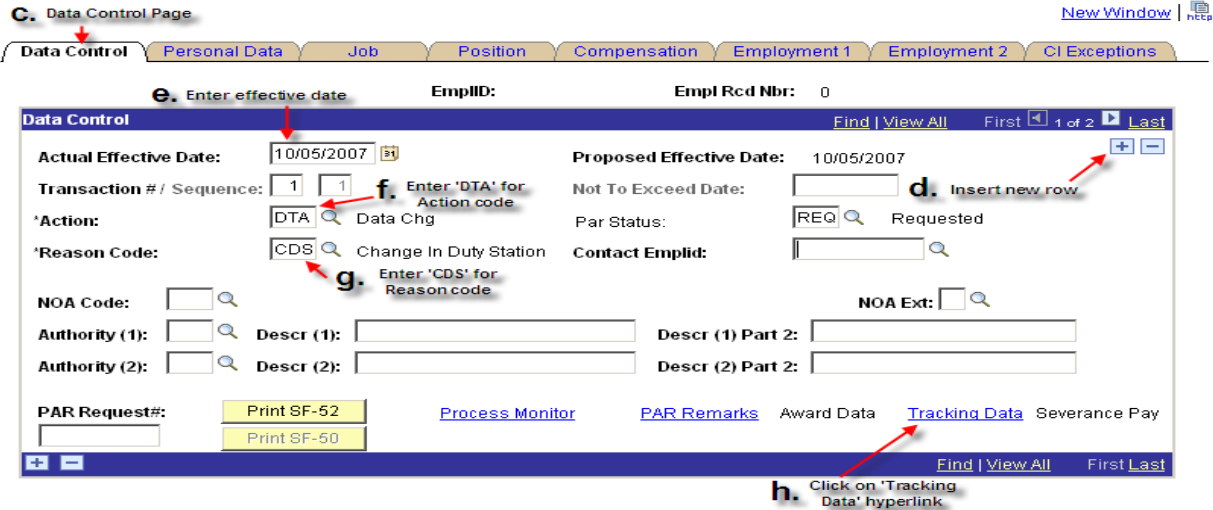 C. Data Control Page
New Window | http
Data Control Personal Data Job Position Compensation Employment 1 Employment 2 CI Exceptions
e. Enter effective date EmplID: Empl Rcd Nbr: 0
Data Control Find | View All First 1 of 2 Last
Actual Effective Date: 10/05/2007 31 Proposed Effective Date: 10/05/2007
Transaction # / Sequence: 1 1 f. Enter 'DTA' for Action code Not To Exceed Date: d. Insert new row
*Action: DTA Data Chg Par Status: REQ Requested
*Reason Code: CDS Change In Duty Station Contact Emplid:
g. Enter 'CDS' for Reason code
NOA Code: NOA Ext:
Authority (1): Descr (1): Descr (1) Part 2:
Authority (2): Descr (2): Descr (2) Part 2:
PAR Request#: Print SF-52 Process Monitor PAR Remarks Award Data Tracking Data Severance Pay
Print SF-50
Find | View All First Last
h. Click on 'Tracking
Data' hyperlink